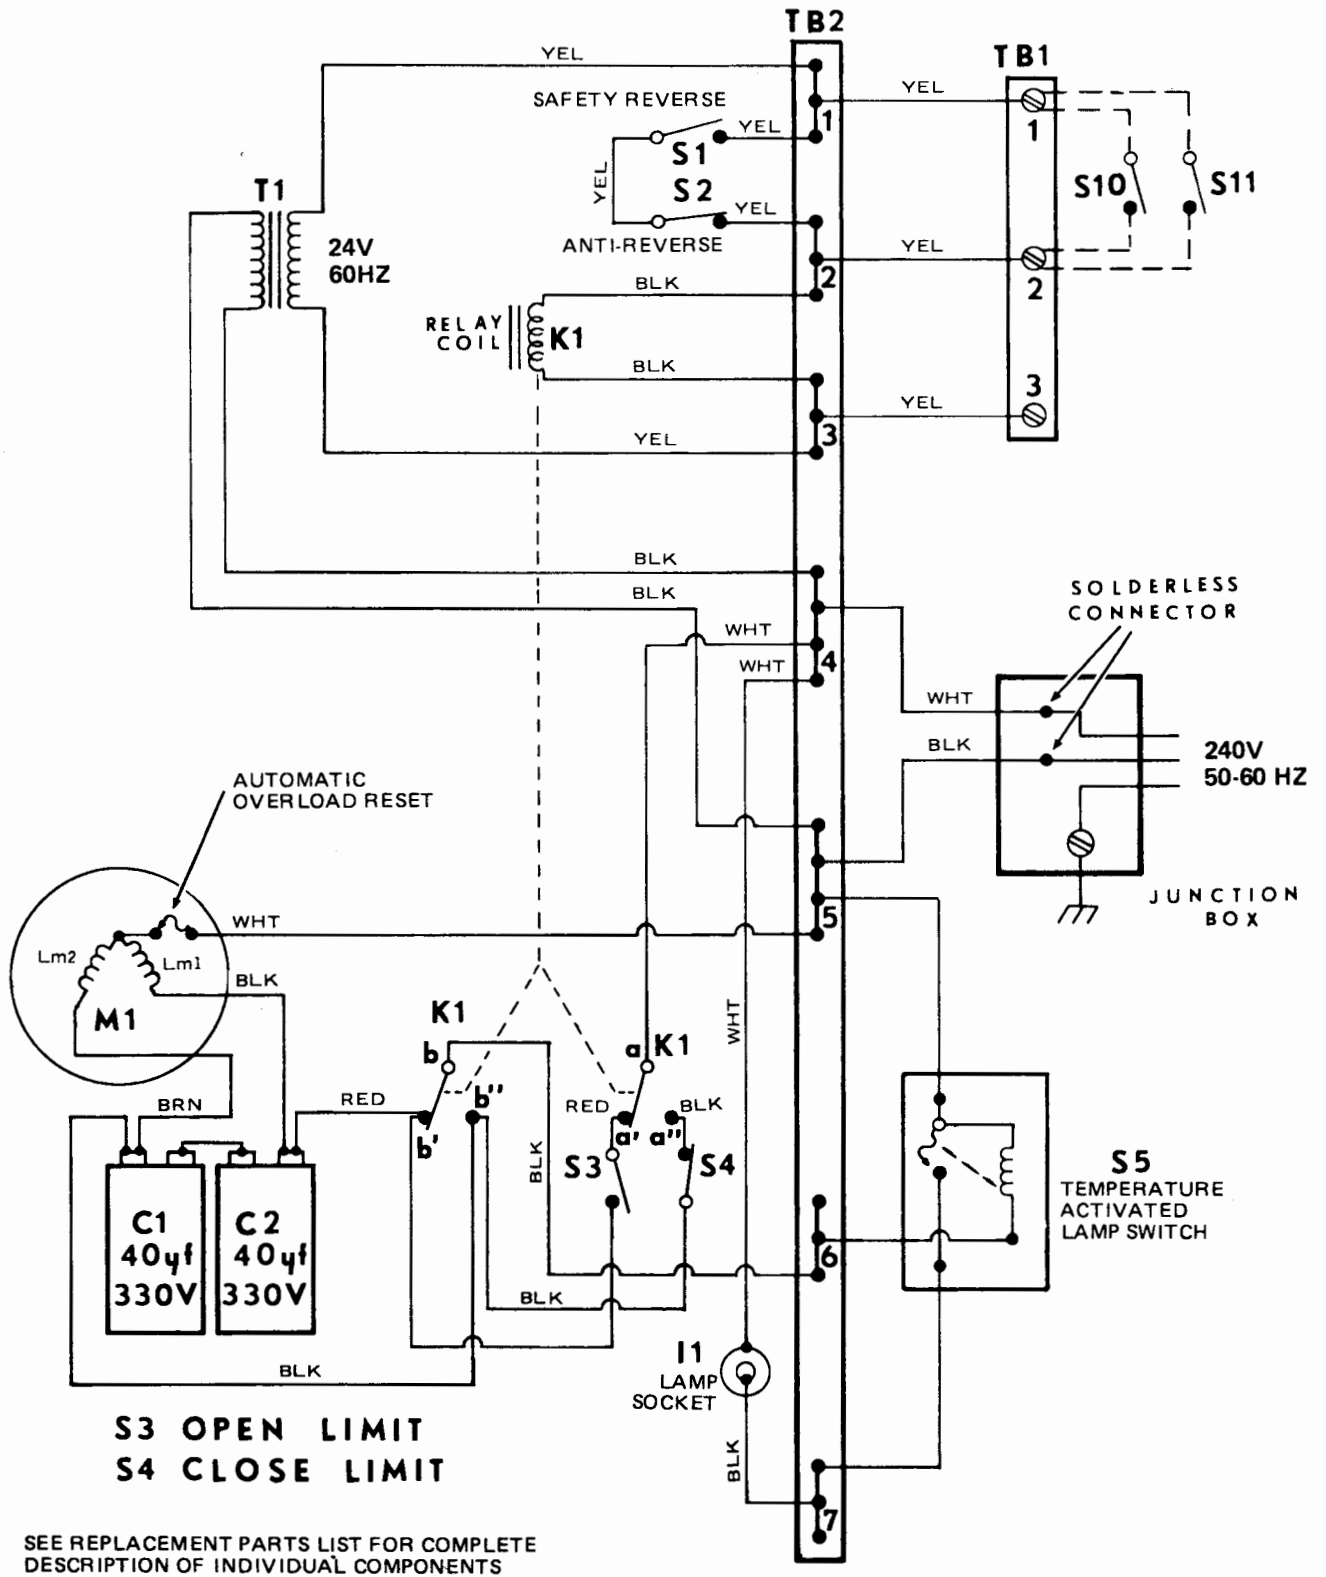 TB2
YEL
TB1
SAFETY REVERSE
YEL
YEL
1
1
S1
YEL
S2
YEL
T1
S10
S11
24V
60HZ
ANTI-REVERSE
YEL
2
2
BLK
RELAY
COIL
K1
BLK
3
YEL
YEL
3
BLK
BLK
SOLDERLESS
CONNECTOR
WHT
WHT
4
WHT
BLK
240V
50-60 HZ
AUTOMATIC
OVERLOAD RESET
JUNCTION
BOX
WHT
5
Lm2
Lm1
BLK
M1
WHT
K1
b
a
K1
BRN
RED
b''
RED
BLK
b'
a'
a''
BLK
S3
S4
S5
TEMPERATURE
ACTIVATED
LAMP SWITCH
C1
40yf
330V
C2
40yf
330V
6
BLK
BLK
I1
LAMP
SOCKET
BLK
7
S3 OPEN LIMIT
S4 CLOSE LIMIT
SEE REPLACEMENT PARTS LIST FOR COMPLETE
DESCRIPTION OF INDIVIDUAL COMPONENTS